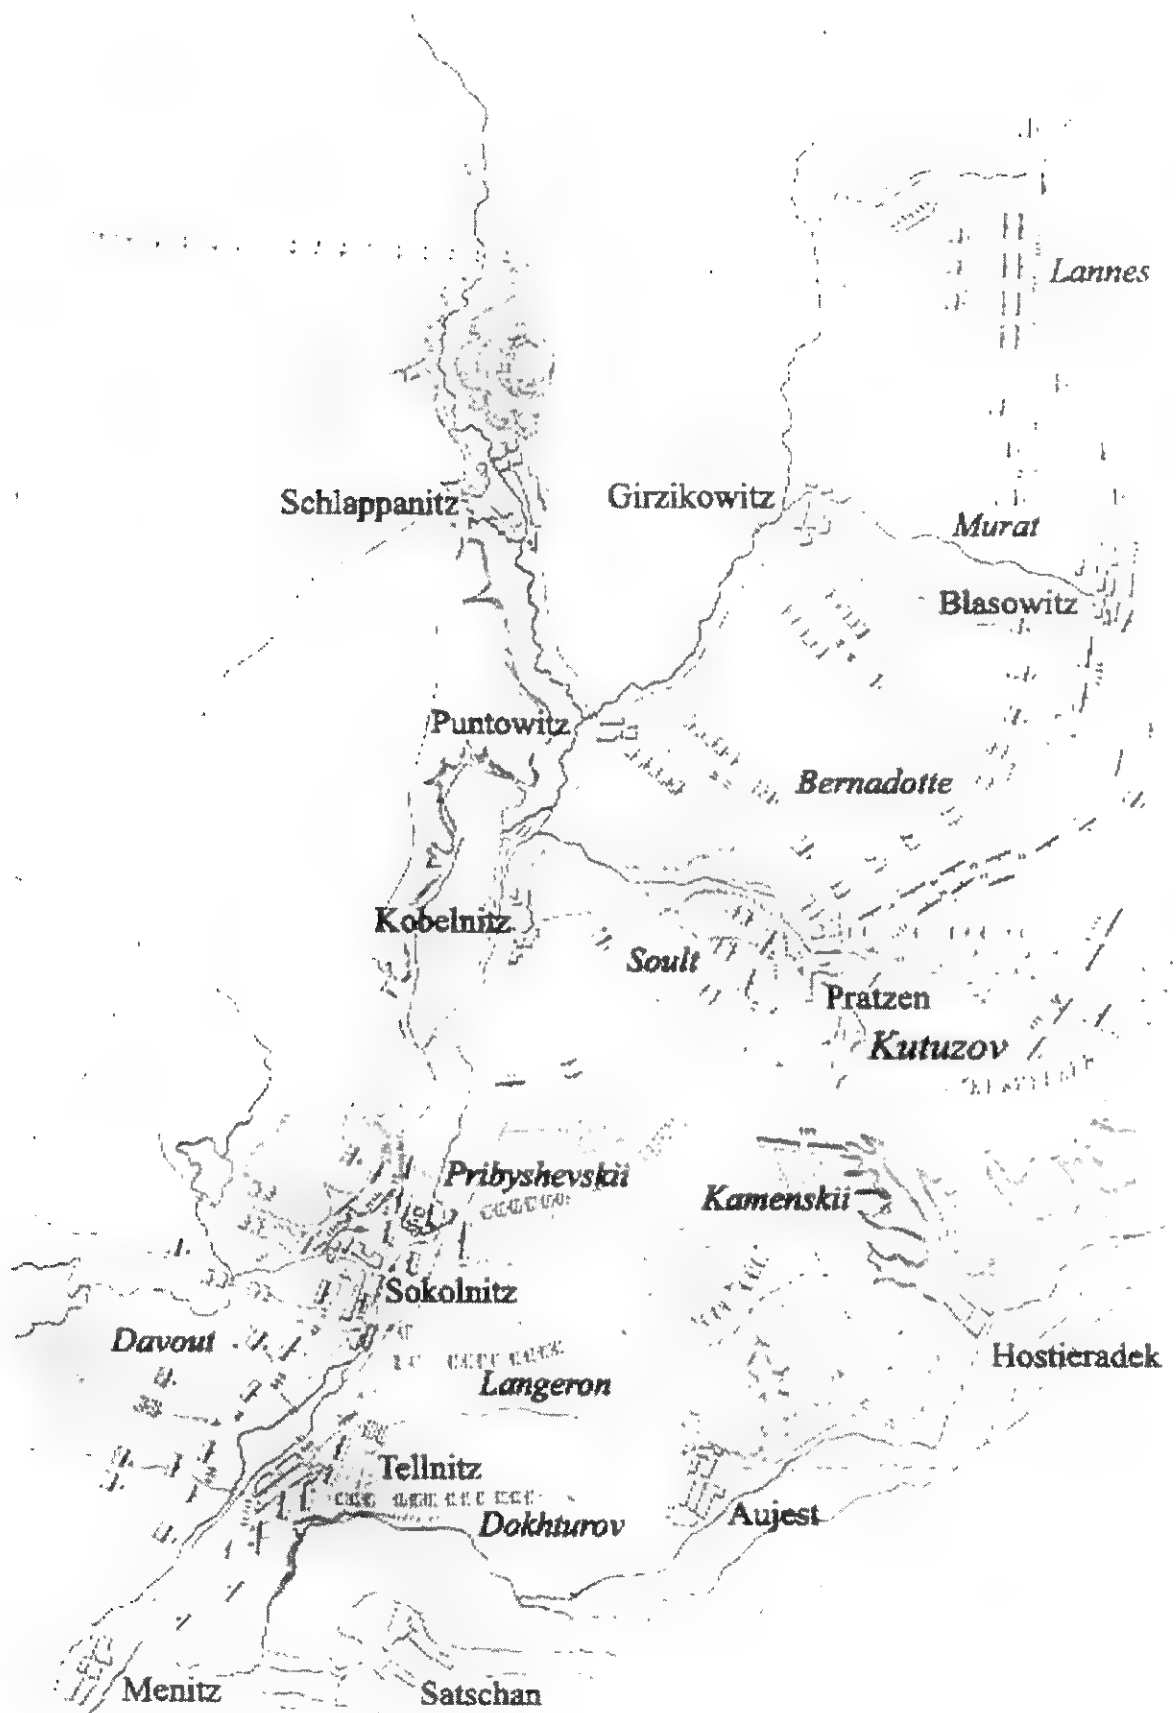 Lannes
Schlappanitz
Girzikowitz
Murat
Blasowitz
Puntowitz
Bernadotte
Kobelnitz
Soult
Pratzen
Kutuzov
Pribyshevskii
Kamenskii
Sokolnitz
Davout
Hostieradek
Langeron
Tellnitz
Aujest
Dokhturov
Menitz
Satschan